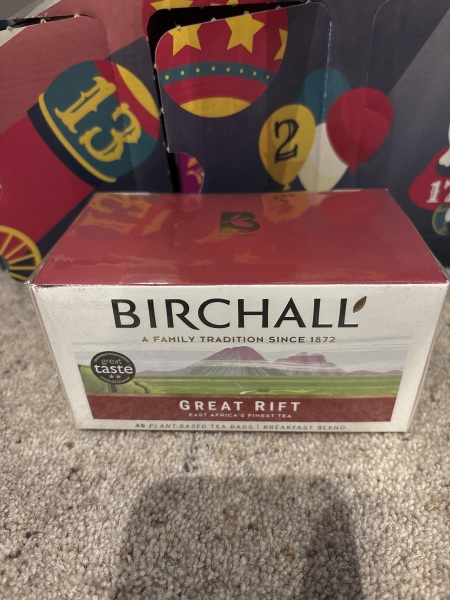 13
2
17
B
BIRCHALL
A FAMILY TRADITION SINCE 1872
great
taste
GREAT RIFT
EAST AFRICA'S FINEST TEA
PLANT-BASED TEA BAGS | BREAKFAST BLEND